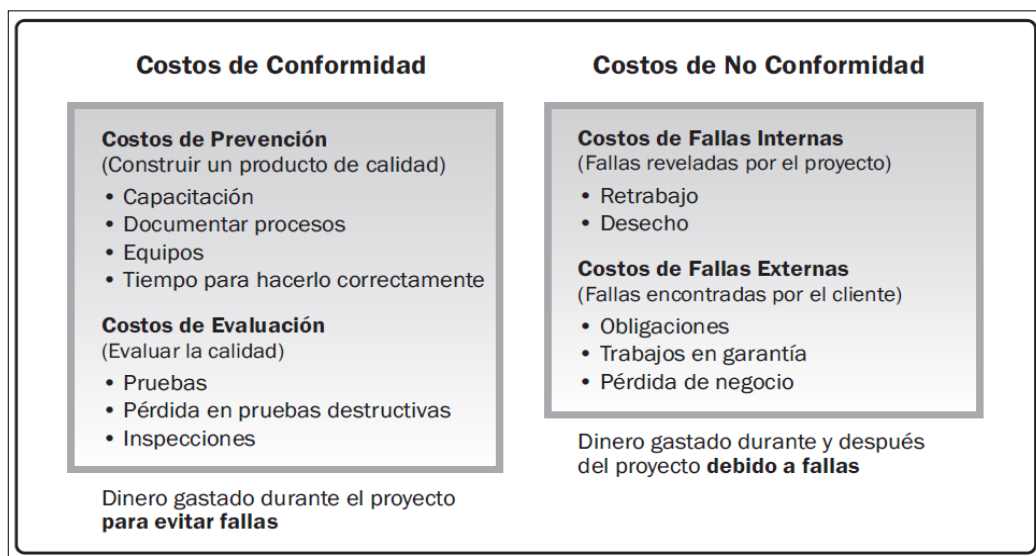 Costos de Conformidad
Costos de Prevención
(Construir un producto de calidad)
• Capacitación
• Documentar procesos
• Equipos
• Tiempo para hacerlo correctamente
Costos de Evaluación
(Evaluar la calidad)
• Pruebas
• Pérdida en pruebas destructivas
• Inspecciones
Dinero gastado durante el proyecto
para evitar fallas
Costos de No Conformidad
Costos de Fallas Internas
(Fallas reveladas por el proyecto)
• Retrabajo
• Desecho
Costos de Fallas Externas
(Fallas encontradas por el cliente)
• Obligaciones
• Trabajos en garantía
• Pérdida de negocio
Dinero gastado durante y después
del proyecto debido a fallas